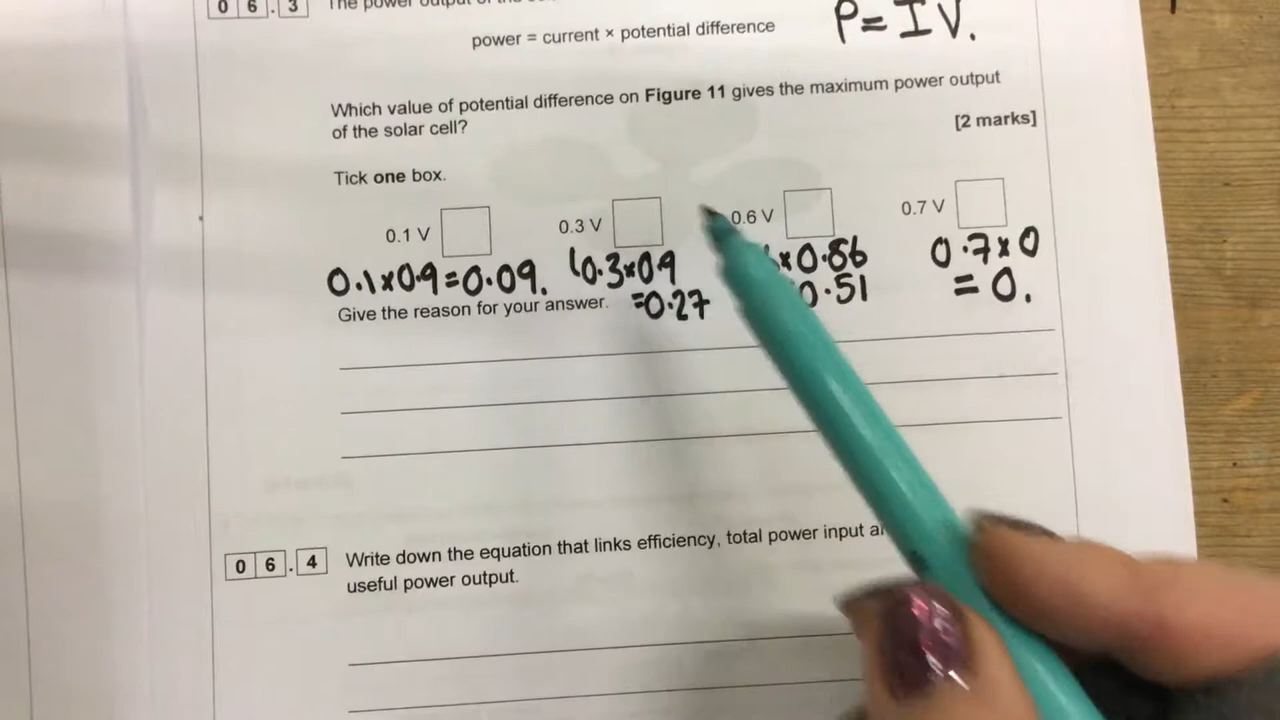 0 6 . 3 The power output of the
power = current × potential difference
P = IV.
Which value of potential difference on Figure 11 gives the maximum power output
of the solar cell?
[2 marks]
Tick one box.
0.1 V 0.3 V 0.6 V 0.7 V
0.1×0.9=0.09. 0.3×0.9 ×0.86 0.7×0
=0.27 0.51 = 0.
Give the reason for your answer.
0 6 . 4 Write down the equation that links efficiency, total power input
useful power output.